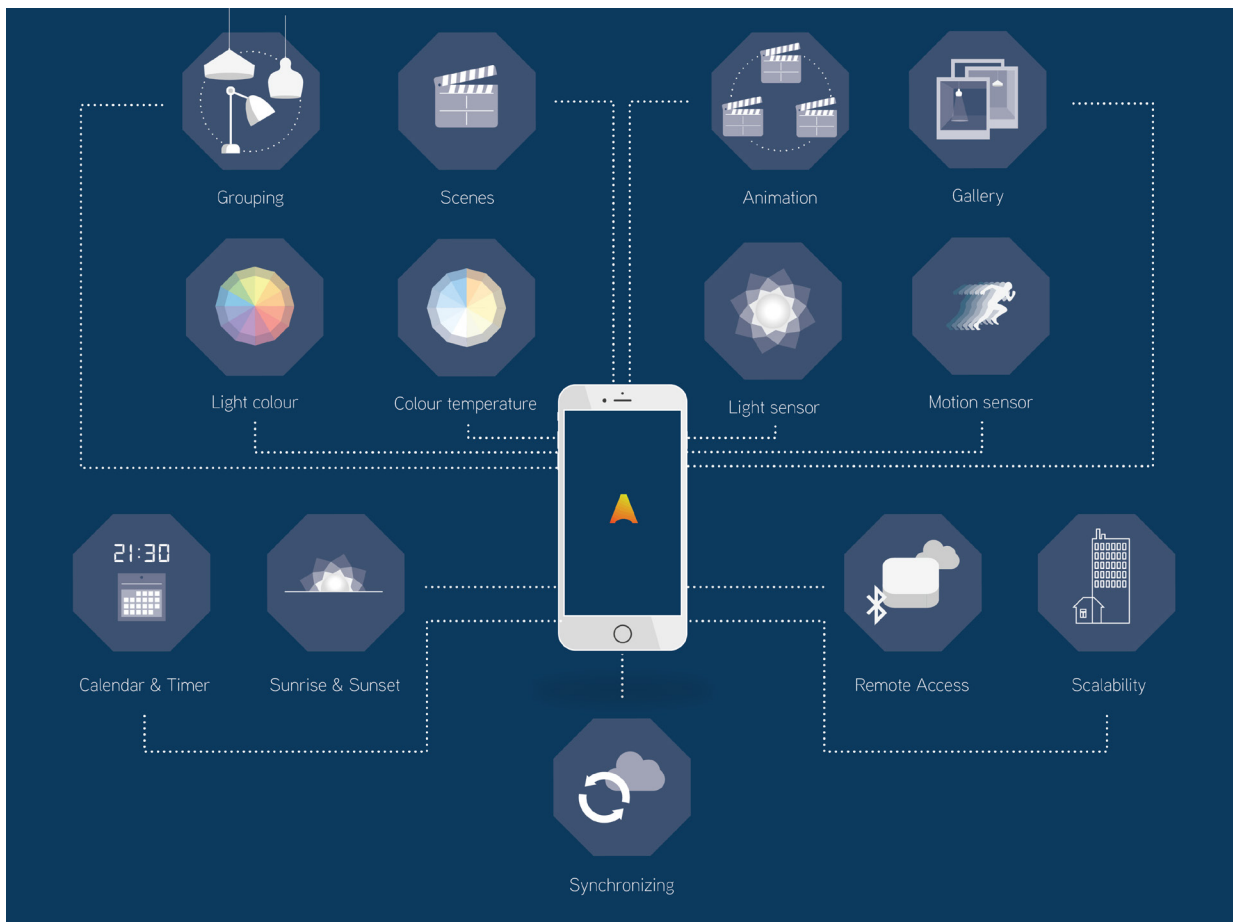 Grouping
Scenes
Animation
Gallery
Light colour
Colour temperature
Light sensor
Motion sensor
21:30
Calendar & Timer
Sunrise & Sunset
Remote Access
Scalability
Synchronizing